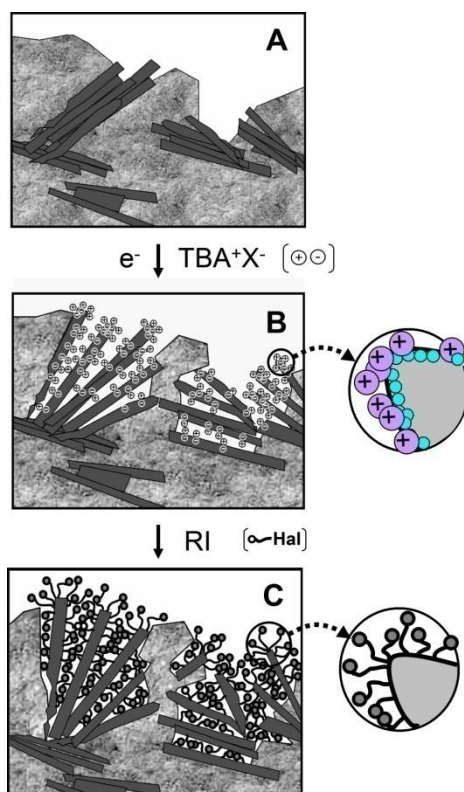 A
e- ↓ TBA+X- (⊕⊖)
B
+ + + + + +
↓ RI (Hal)
C